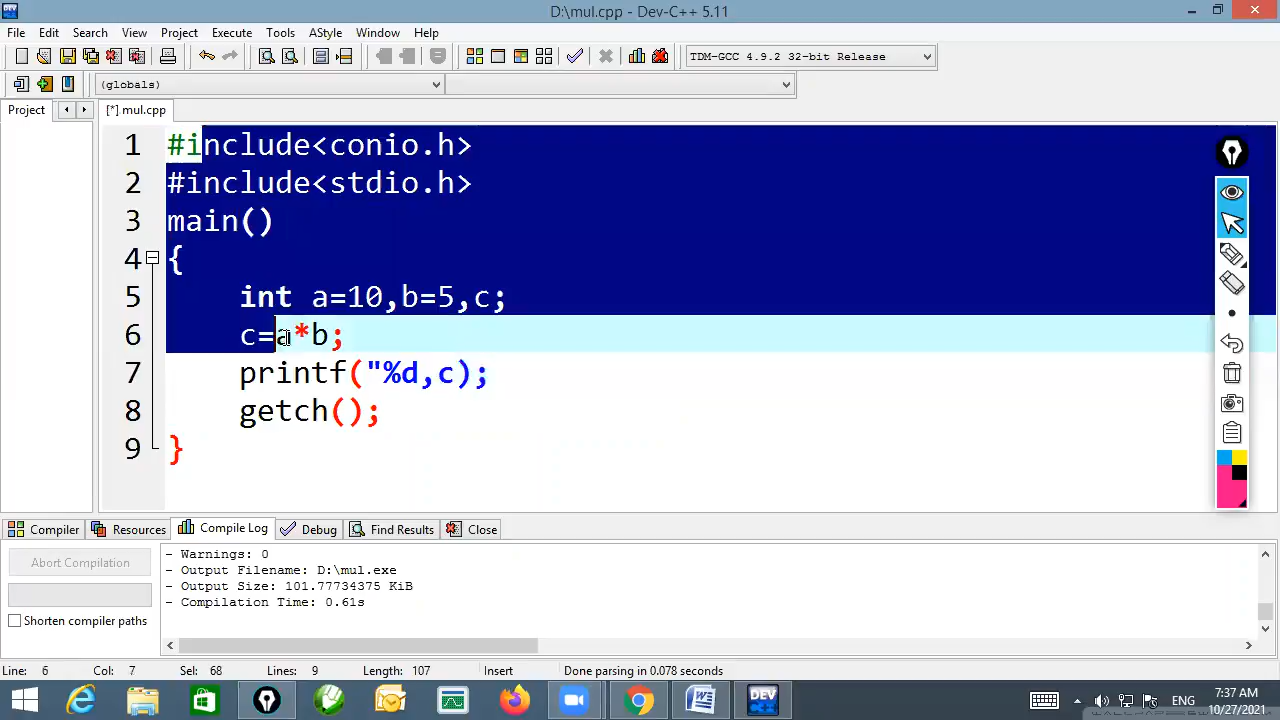 D:\mul.cpp - Dev-C++ 5.11
File Edit Search View Project Execute Tools AStyle Window Help
TDM-GCC 4.9.2 32-bit Release
(globals)
Project
[*] mul.cpp
1 #include<conio.h>
2 #include<stdio.h>
3 main()
4 {
5 int a=10,b=5,c;
6 c=a*b;
7 printf("%d,c);
8 getch();
9 }
Compiler Resources Compile Log Debug Find Results Close
Abort Compilation
Shorten compiler paths
- Warnings: 0
- Output Filename: D:\mul.exe
- Output Size: 101.77734375 KiB
- Compilation Time: 0.61s
Line: 6 Col: 7 Sel: 68 Lines: 9 Length: 107 Insert Done parsing in 0.078 seconds
DEV
ENG
7:37 AM
10/27/2021